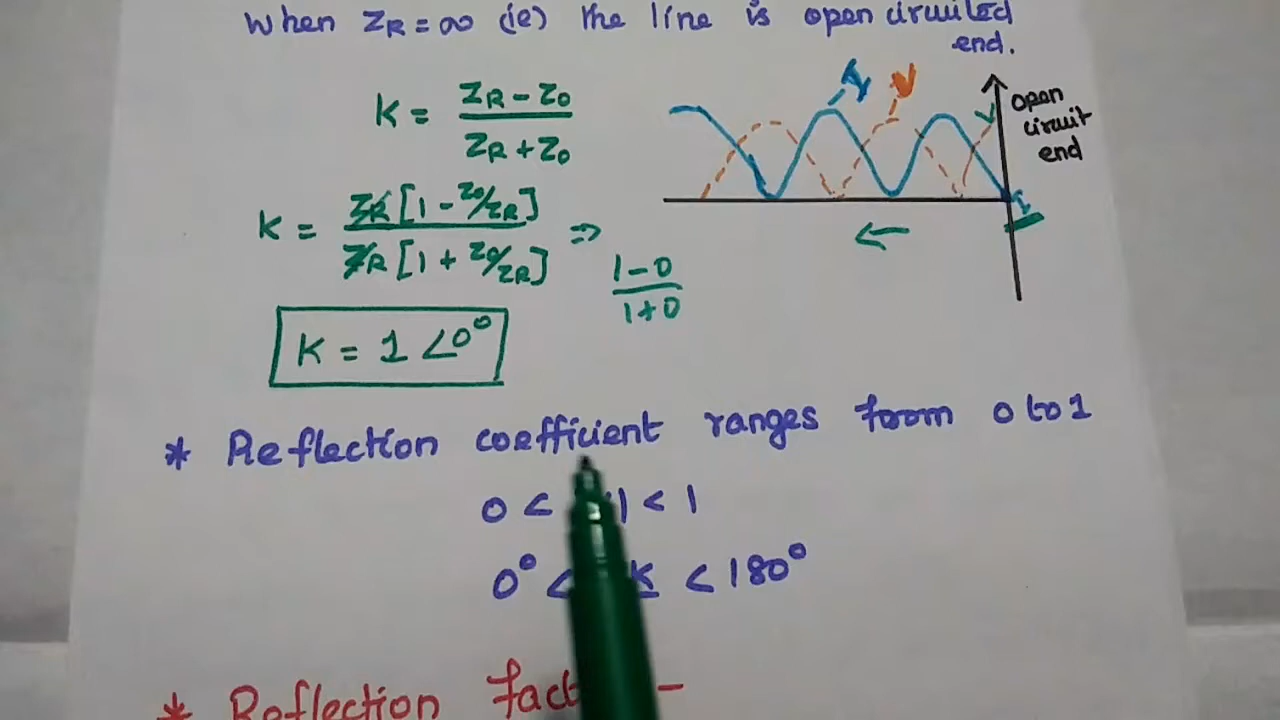 When ZR = ∞ (ie) the line is open circuited
end.
K = ZR - Z0
ZR + Z0
K = ZR [1 - Z0/ZR]
ZR [1 + Z0/ZR]
⇒ 1 - 0
1 + 0
K = 1 ∠0°
V
Open
circuit
end
* Reflection coefficient ranges form 0 to 1
0 < | < 1
0° < K < 180°
* Reflection